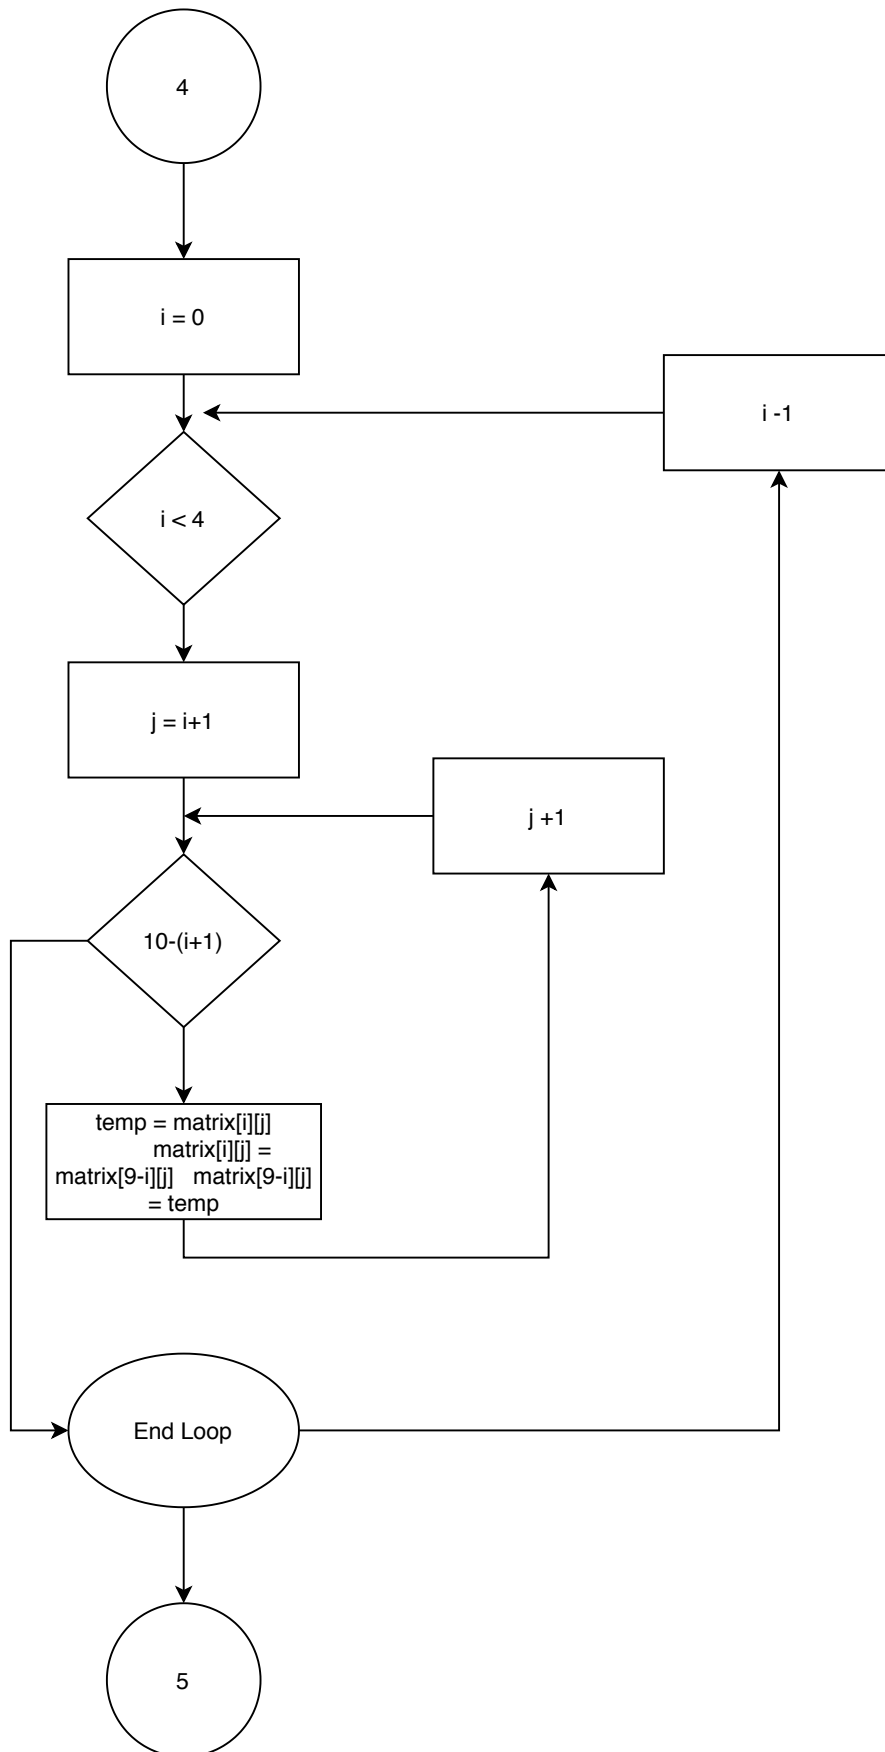 4
i = 0
i -1
i < 4
j = i+1
j +1
10-(i+1)
temp = matrix[i][j]
matrix[i][j] =
matrix[9-i][j] matrix[9-i][j]
= temp
End Loop
5